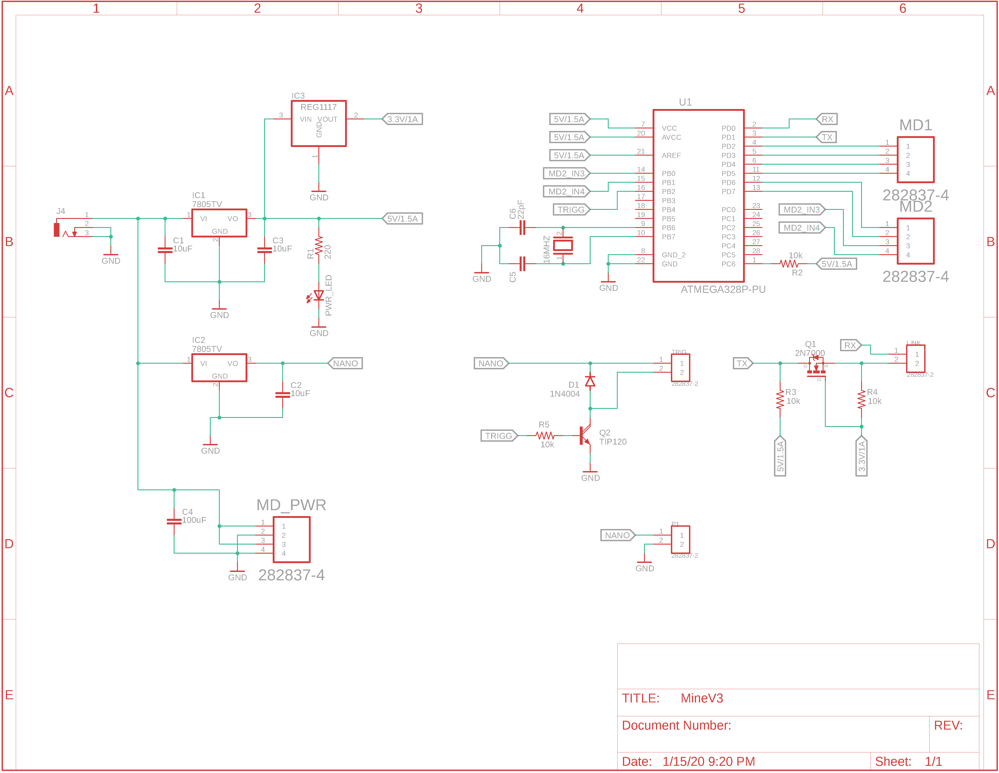 1 2 3 4 5 6
A A
B B
C C
D D
E E
IC3
REG1117
3 VIN VOUT 2
GND
1
GND
3.3V/1A
IC1
7805TV
1 VI VO 3
GND
2
J4
1
2
3
GND
C1
10uF
C3
10uF
GND
5V/1.5A
R1
220
PWR_LED
GND
IC2
7805TV
1 VI VO 3
GND
2
NANO
C2
10uF
GND
C4
100uF
MD_PWR
1 1
2 2
3 3
4 4
282837-4
GND
U1
5V/1.5A 7 VCC
5V/1.5A 20 AVCC
5V/1.5A 21 AREF
MD2_IN3 14 PB0
MD2_IN4 15 PB1
TRIGG 16 PB2
17 PB3
18 PB4
19 PB5
9 PB6
10 PB7
8 GND_2
22 GND
PD0 2 RX
PD1 3 TX
PD2 4
PD3 5
PD4 6
PD5 11
PD6 12
PD7 13
PC0 23
PC1 24
PC2 25
PC3 26
PC4 27
PC5 28
PC6 1
ATMEGA328P-PU
C6
22pF
C5
16MHZ
2
1
GND
GND
MD1
1 1
2 2
3 3
4 4
282837-4
MD2
MD2_IN3
MD2_IN4
1 1
2 2
3 3
4 4
282837-4
10k
R2
5V/1.5A
NANO
TRIG
1 1
2 2
282837-2
D1
1N4004
TRIGG
R5
10k
Q2
TIP120
GND
TX
Q1
2N7000
D
S
G
RX
LINK
1 1
2 2
282837-2
R3
10k
R4
10k
5V/1.5A
3.3V/1A
NANO
P1
1 1
2 2
282837-2
GND
TITLE: MineV3
Document Number:
REV:
Date: 1/15/20 9:20 PM
Sheet: 1/1